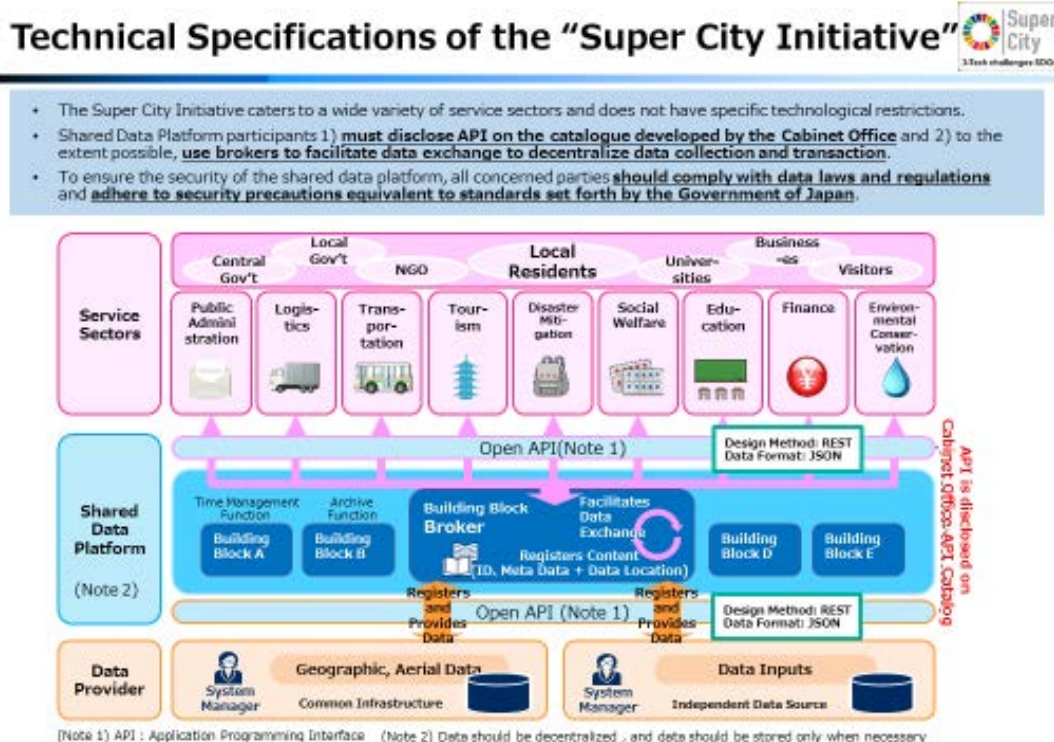 Technical Specifications of the “Super City Initiative”
Super
City
J-Tech challenges SDGs
• The Super City Initiative caters to a wide variety of service sectors and does not have specific technological restrictions.
• Shared Data Platform participants 1) must disclose API on the catalogue developed by the Cabinet Office and 2) to the
extent possible, use brokers to facilitate data exchange to decentralize data collection and transaction.
• To ensure the security of the shared data platform, all concerned parties should comply with data laws and regulations
and adhere to security precautions equivalent to standards set forth by the Government of Japan.
Service
Sectors
Central
Gov't
Local
Gov't
NGO
Local
Residents
Univer-
sities
Business
-es
Visitors
Public
Admini
stration
Logis-
tics
Trans-
por-
tation
Tour-
ism
Disaster
Miti-
gation
Social
Welfare
Edu-
cation
Finance
Environ-
mental
Conser-
vation
Open API(Note 1)
Design Method: REST
Data Format: JSON
API is disclosed on
Cabinet office API Catalog
Shared
Data
Platform
(Note 2)
Time Management
Function
Building
Block A
Archive
Function
Building
Block B
Building Block
Broker
Facilitates
Data
Exchange
Registers Content
(ID, Meta Data + Data Location)
Building
Block D
Building
Block E
Registers
and
Provides
Data
Open API (Note 1)
Registers
and
Provides
Data
Design Method: REST
Data Format: JSON
Data
Provider
System
Manager
Geographic, Aerial Data
Common Infrastructure
System
Manager
Data Inputs
Independent Data Source
(Note 1) API : Application Programming Interface (Note 2) Data should be decentralized , and data should be stored only when necessary